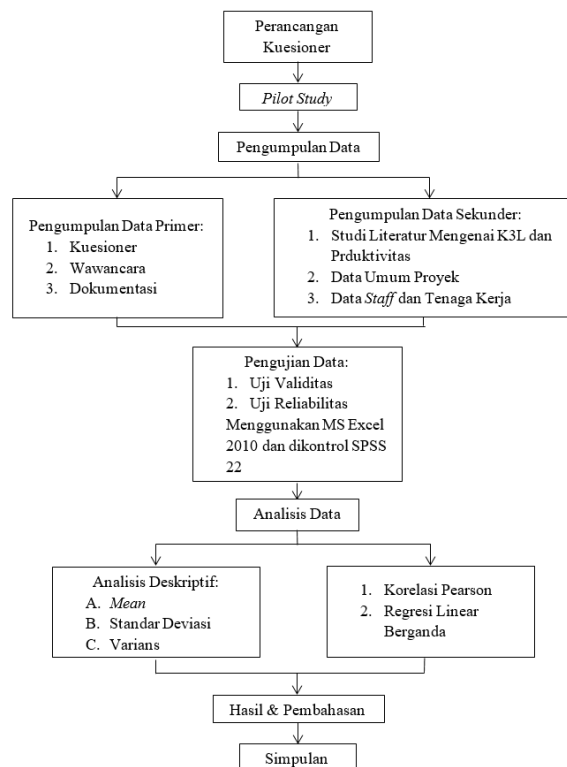 Perancangan
Kuesioner
Pilot Study
Pengumpulan Data
Pengumpulan Data Primer:
1. Kuesioner
2. Wawancara
3. Dokumentasi
Pengumpulan Data Sekunder:
1. Studi Literatur Mengenai K3L dan
Prduktivitas
2. Data Umum Proyek
3. Data Staff dan Tenaga Kerja
Pengujian Data:
1. Uji Validitas
2. Uji Reliabilitas
Menggunakan MS Excel
2010 dan dikontrol SPSS
22
Analisis Data
Analisis Deskriptif:
A. Mean
B. Standar Deviasi
C. Varians
1. Korelasi Pearson
2. Regresi Linear
Berganda
Hasil & Pembahasan
Simpulan